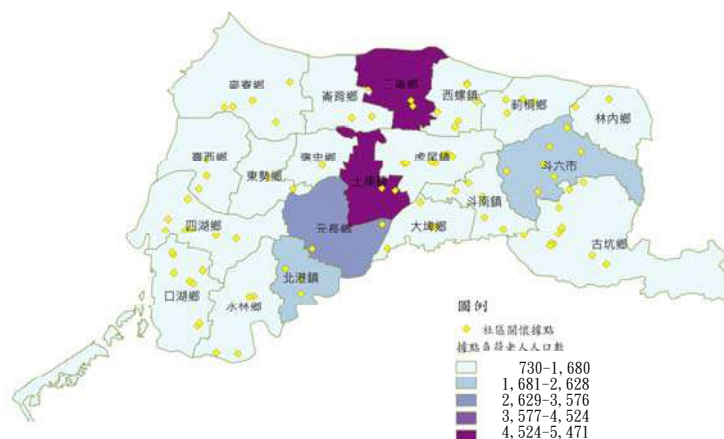 麥寮鄉
崙背鄉
二崙鄉
西螺鎮
莿桐鄉
林內鄉
臺西鄉
東勢鄉
褒忠鄉
土庫鎮
虎尾鎮
斗南鎮
斗六市
四湖鄉
元長鄉
大埤鄉
古坑鄉
北港鎮
口湖鄉
水林鄉
圖例
社區關懷據點
據點負荷老人人口數
730-1,680
1,681-2,628
2,629-3,576
3,577-4,524
4,524-5,471